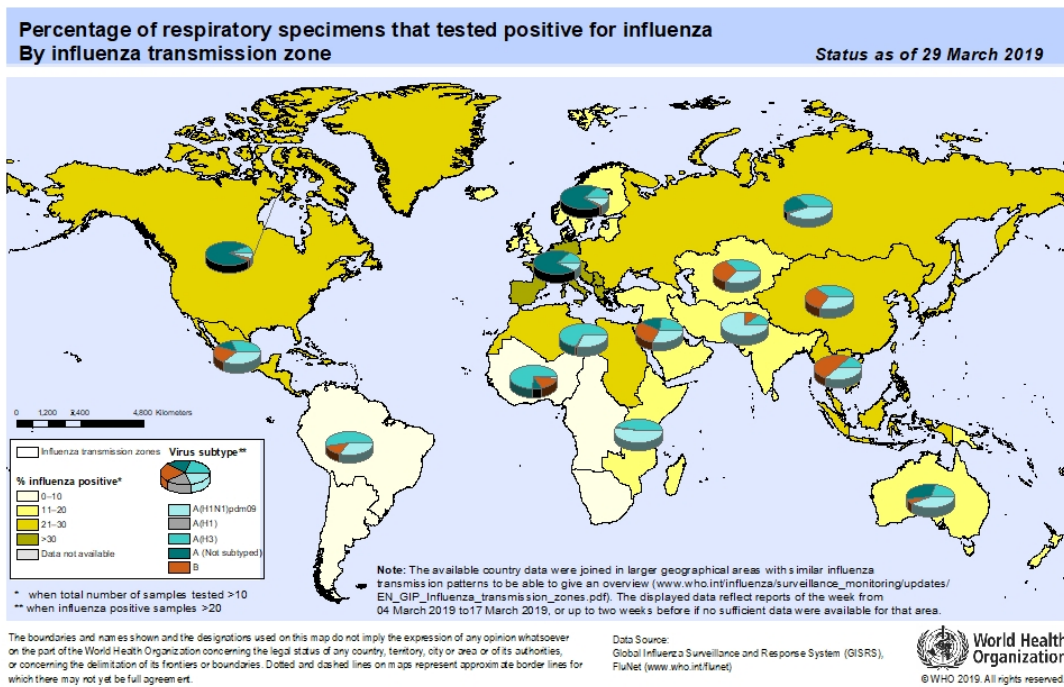 Percentage of respiratory specimens that tested positive for influenza
By influenza transmission zone
Status as of 29 March 2019
0 1,200 2,400 4,800 Kilometers
Influenza transmission zones
% influenza positive*
0–10
11–20
21–30
>30
Data not available
Virus subtype**
A(H1N1)pdm09
A(H1)
A(H3)
A (Not subtyped)
B
* when total number of samples tested >10
** when influenza positive samples >20
Note: The available country data were joined in larger geographical areas with similar influenza
transmission patterns to be able to give an overview (www.who.int/influenza/surveillance_monitoring/updates/
EN_GIP_Influenza_transmission_zones.pdf). The displayed data reflect reports of the week from
04 March 2019 to17 March 2019, or up to two weeks before if no sufficient data were available for that area.
The boundaries and names shown and the designations used on this map do not imply the expression of any opinion whatsoever
on the part of the World Health Organization concerning the legal status of any country, territory, city or area or of its authorities,
or concerning the delimitation of its frontiers or boundaries. Dotted and dashed lines on maps represent approximate border lines for
which there may not yet be full agreement.
Data Source:
Global Influenza Surveillance and Response System (GISRS),
FluNet (www.who.int/flunet)
World Health
Organization
© WHO 2019. All rights reserved.